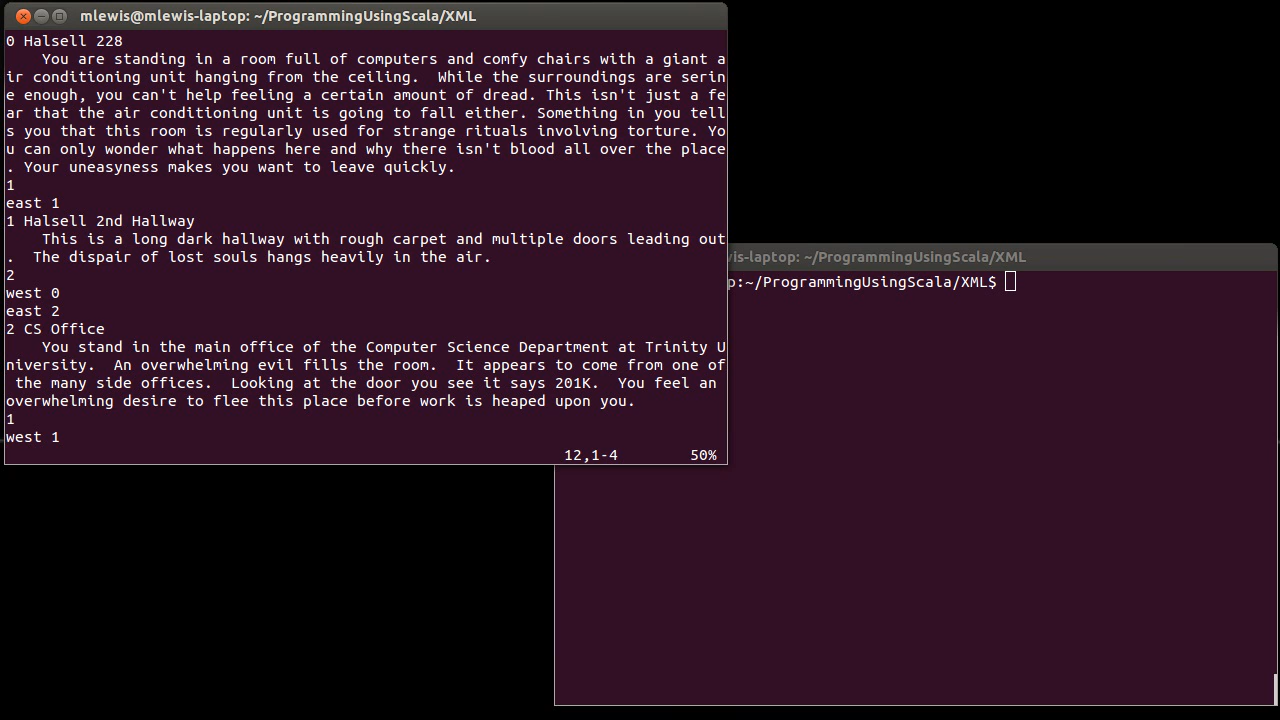 mlewis@mlewis-laptop: ~/ProgrammingUsingScala/XML
0 Halsell 228
    You are standing in a room full of computers and comfy chairs with a giant a
ir conditioning unit hanging from the ceiling.  While the surroundings are serin
e enough, you can't help feeling a certain amount of dread. This isn't just a fe
ar that the air conditioning unit is going to fall either. Something in you tell
s you that this room is regularly used for strange rituals involving torture. Yo
u can only wonder what happens here and why there isn't blood all over the place
. Your uneasyness makes you want to leave quickly.
1
east 1
1 Halsell 2nd Hallway
    This is a long dark hallway with rough carpet and multiple doors leading out
.  The dispair of lost souls hangs heavily in the air.
2
west 0
east 2
2 CS Office
    You stand in the main office of the Computer Science Department at Trinity U
niversity.  An overwhelming evil fills the room.  It appears to come from one of
 the many side offices.  Looking at the door you see it says 201K.  You feel an
overwhelming desire to flee this place before work is heaped upon you.
1
west 1
12,1-4 50%
is-laptop: ~/ProgrammingUsingScala/XML
p:~/ProgrammingUsingScala/XML$